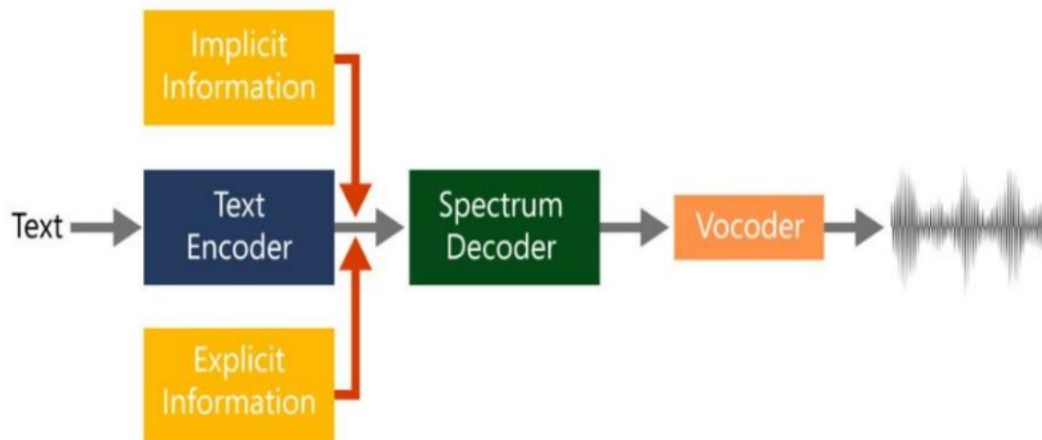 Implicit
Information
Text
Text
Encoder
Spectrum
Decoder
Vocoder
Explicit
Information